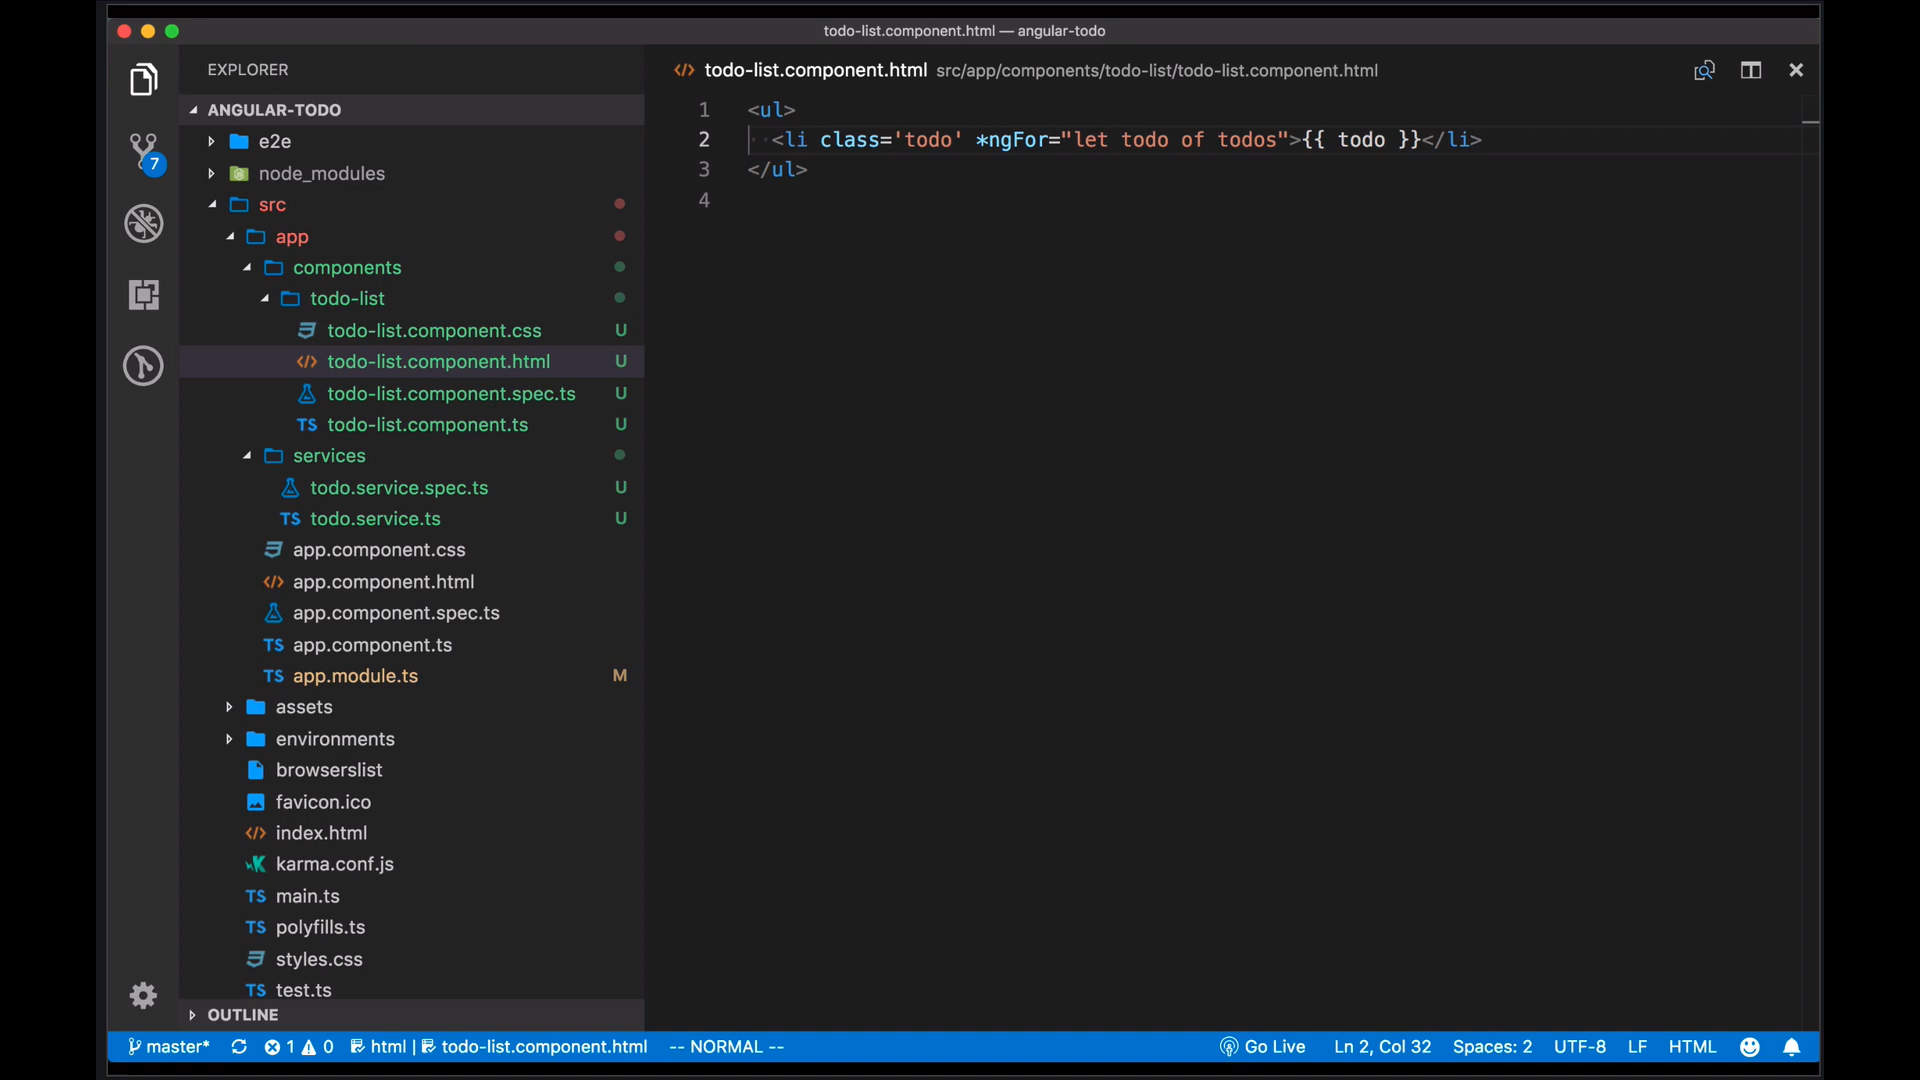 todo-list.component.html — angular-todo
EXPLORER
ANGULAR-TODO
e2e
node_modules
src
app
components
todo-list
todo-list.component.css U
todo-list.component.html U
todo-list.component.spec.ts U
todo-list.component.ts U
services
todo.service.spec.ts U
todo.service.ts U
app.component.css
app.component.html
app.component.spec.ts
app.component.ts
app.module.ts M
assets
environments
browserslist
favicon.ico
index.html
karma.conf.js
main.ts
polyfills.ts
styles.css
test.ts
OUTLINE
7
todo-list.component.html src/app/components/todo-list/todo-list.component.html
1 <ul>
2   <li class='todo' *ngFor="let todo of todos">{{ todo }}</li>
3 </ul>
4
master* 1 0 html | todo-list.component.html -- NORMAL -- Go Live Ln 2, Col 32 Spaces: 2 UTF-8 LF HTML